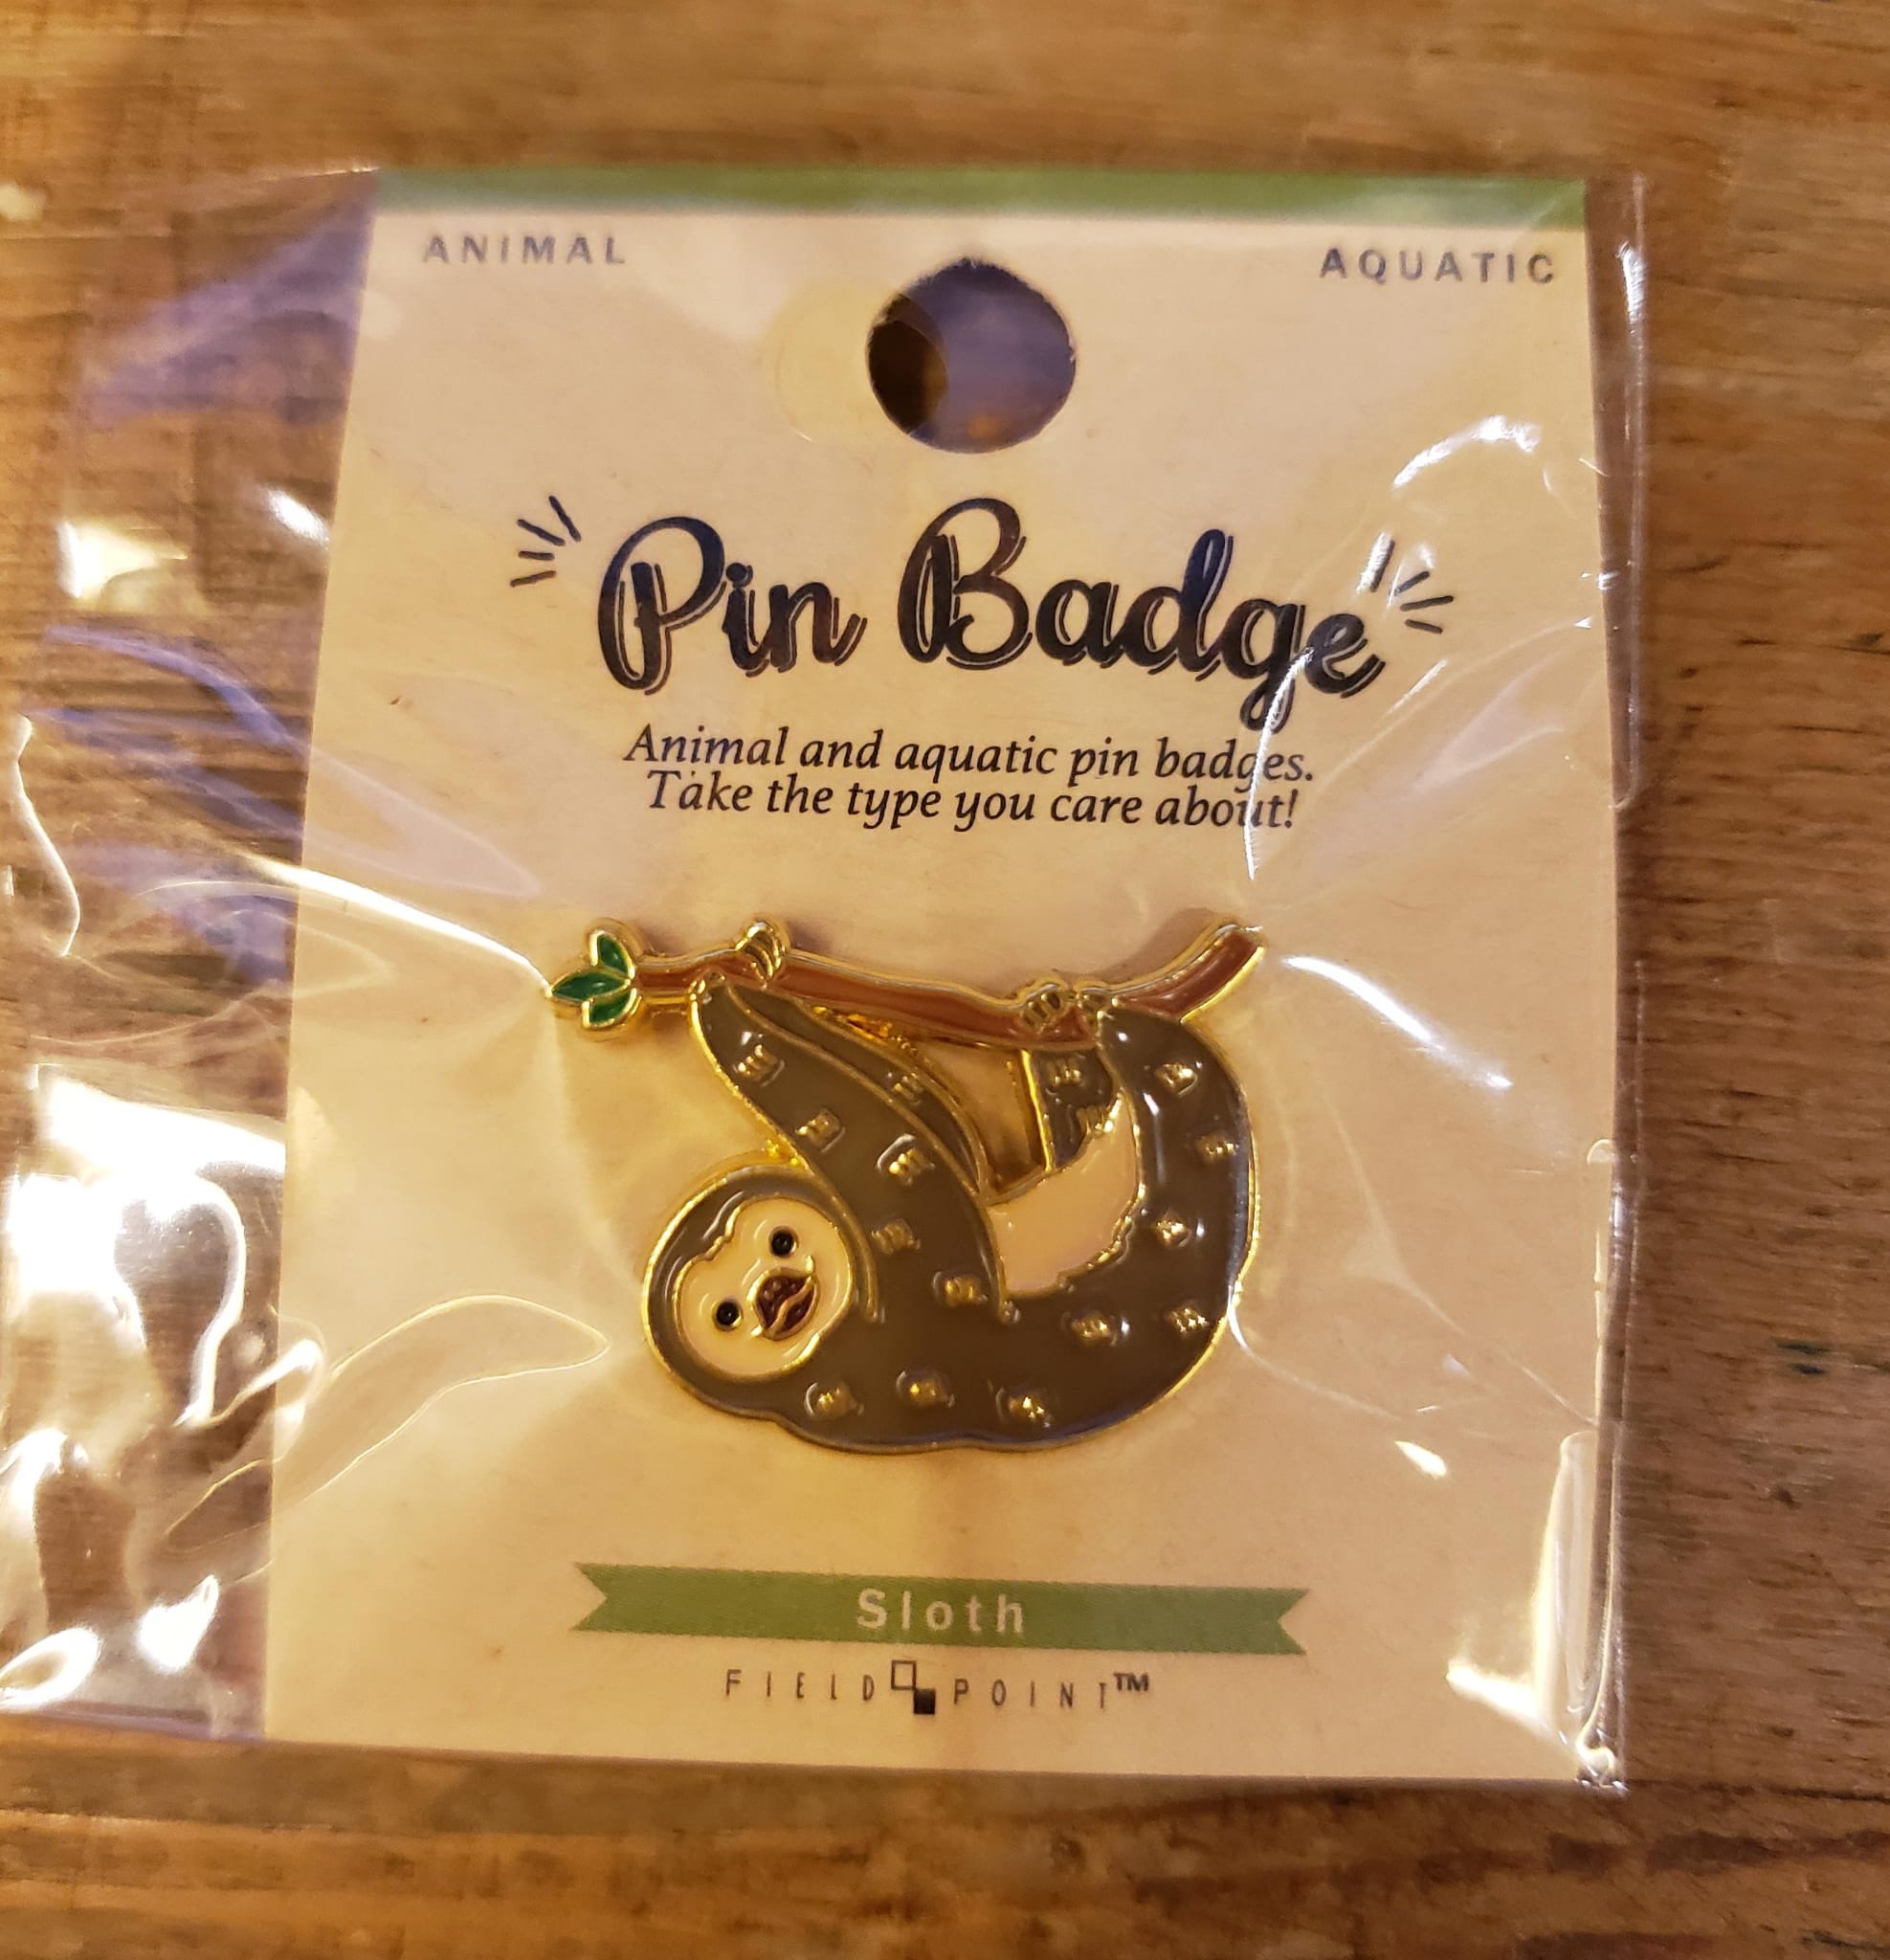 ANIMAL
AQUATIC
Pin Badge
Animal and aquatic pin badges.
Take the type you care about!
Sloth
FIELD POINT™